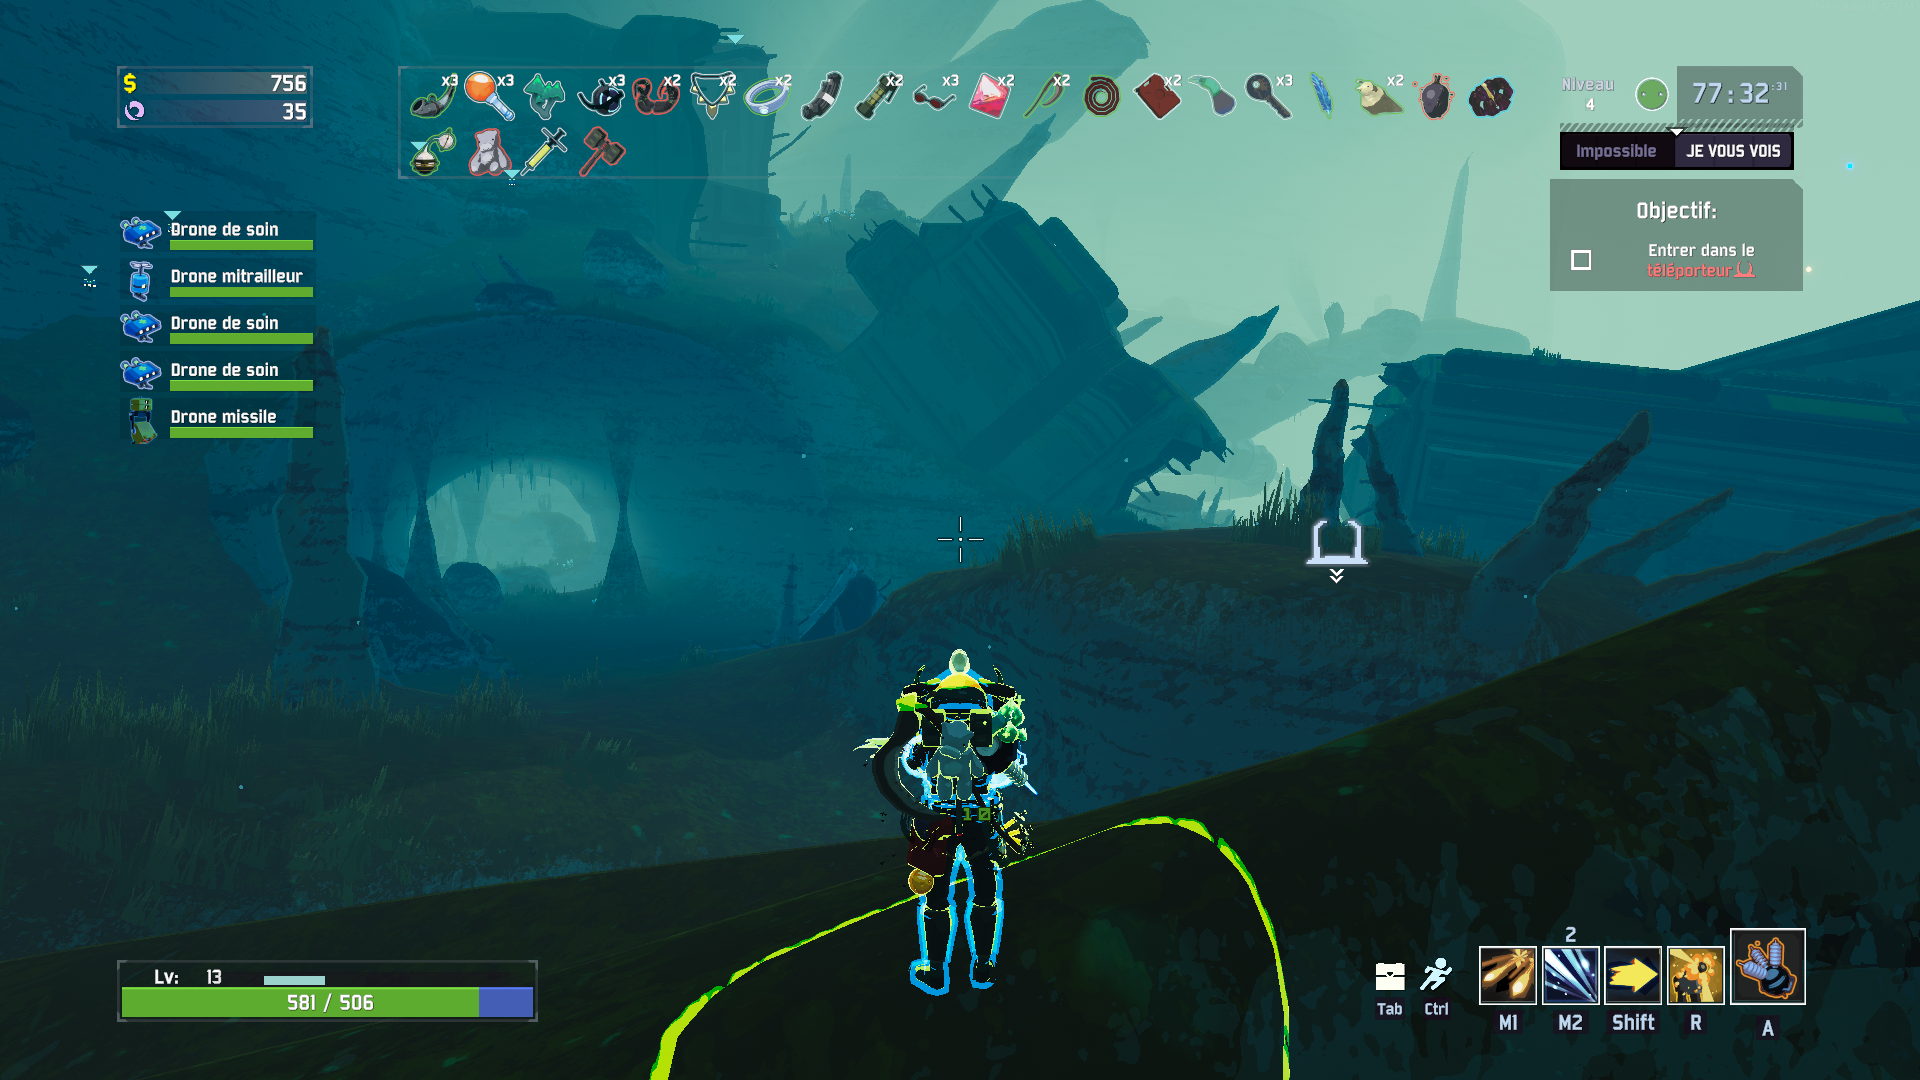 $ 756
35
x3 x3 x3 x2 x2 x2 x2 x3 x2 x2 x2 x3 x2
Niveau
4
77:32:31
Impossible JE VOUS VOIS
Objectif:
Entrer dans le
téléporteur
Drone de soin
Drone mitrailleur
Drone de soin
Drone de soin
Drone missile
10
Lv: 13
581 / 506
2
Tab Ctrl M1 M2 Shift R A